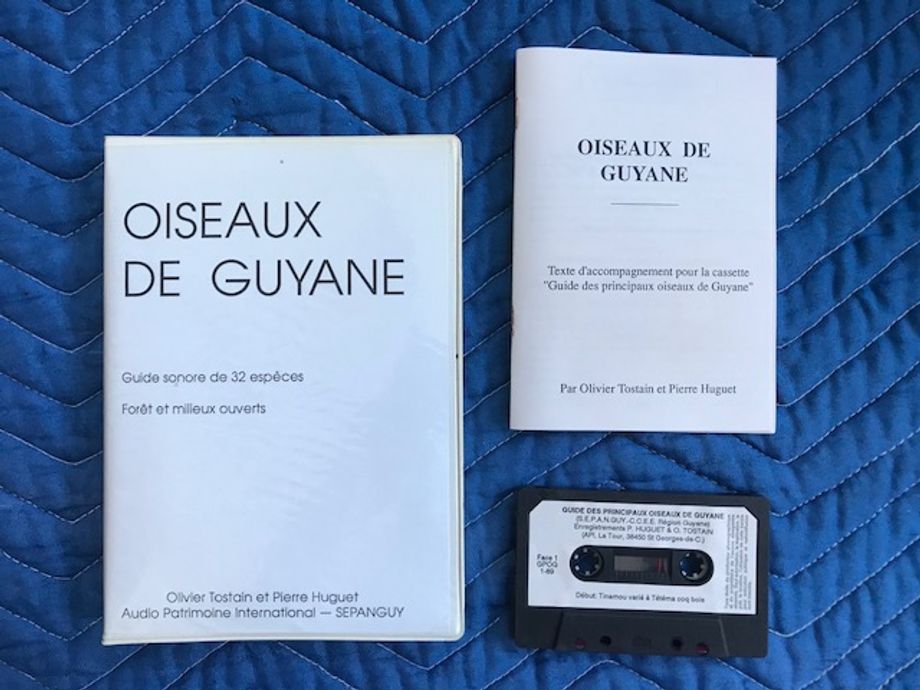 OISEAUX
DE GUYANE
Guide sonore de 32 espèces
Forêt et milieux ouverts
Olivier Tostain et Pierre Huguet
Audio Patrimoine International — SEPANGUY
OISEAUX DE
GUYANE
Texte d'accompagnement pour la cassette
"Guide des principaux oiseaux de Guyane"
Par Olivier Tostain et Pierre Huguet
GUIDE DES PRINCIPAUX OISEAUX DE GUYANE
(S.E.P.A.N.GUY.-C.C.E.E. Région Guyane)
Enregistrements P. HUGUET & O. TOSTAIN
(API, La Tour, 38450 St Georges-de-C.)
Face 1
GPOG
1-89
Début: Tinamou varié à Tétéma coq bois